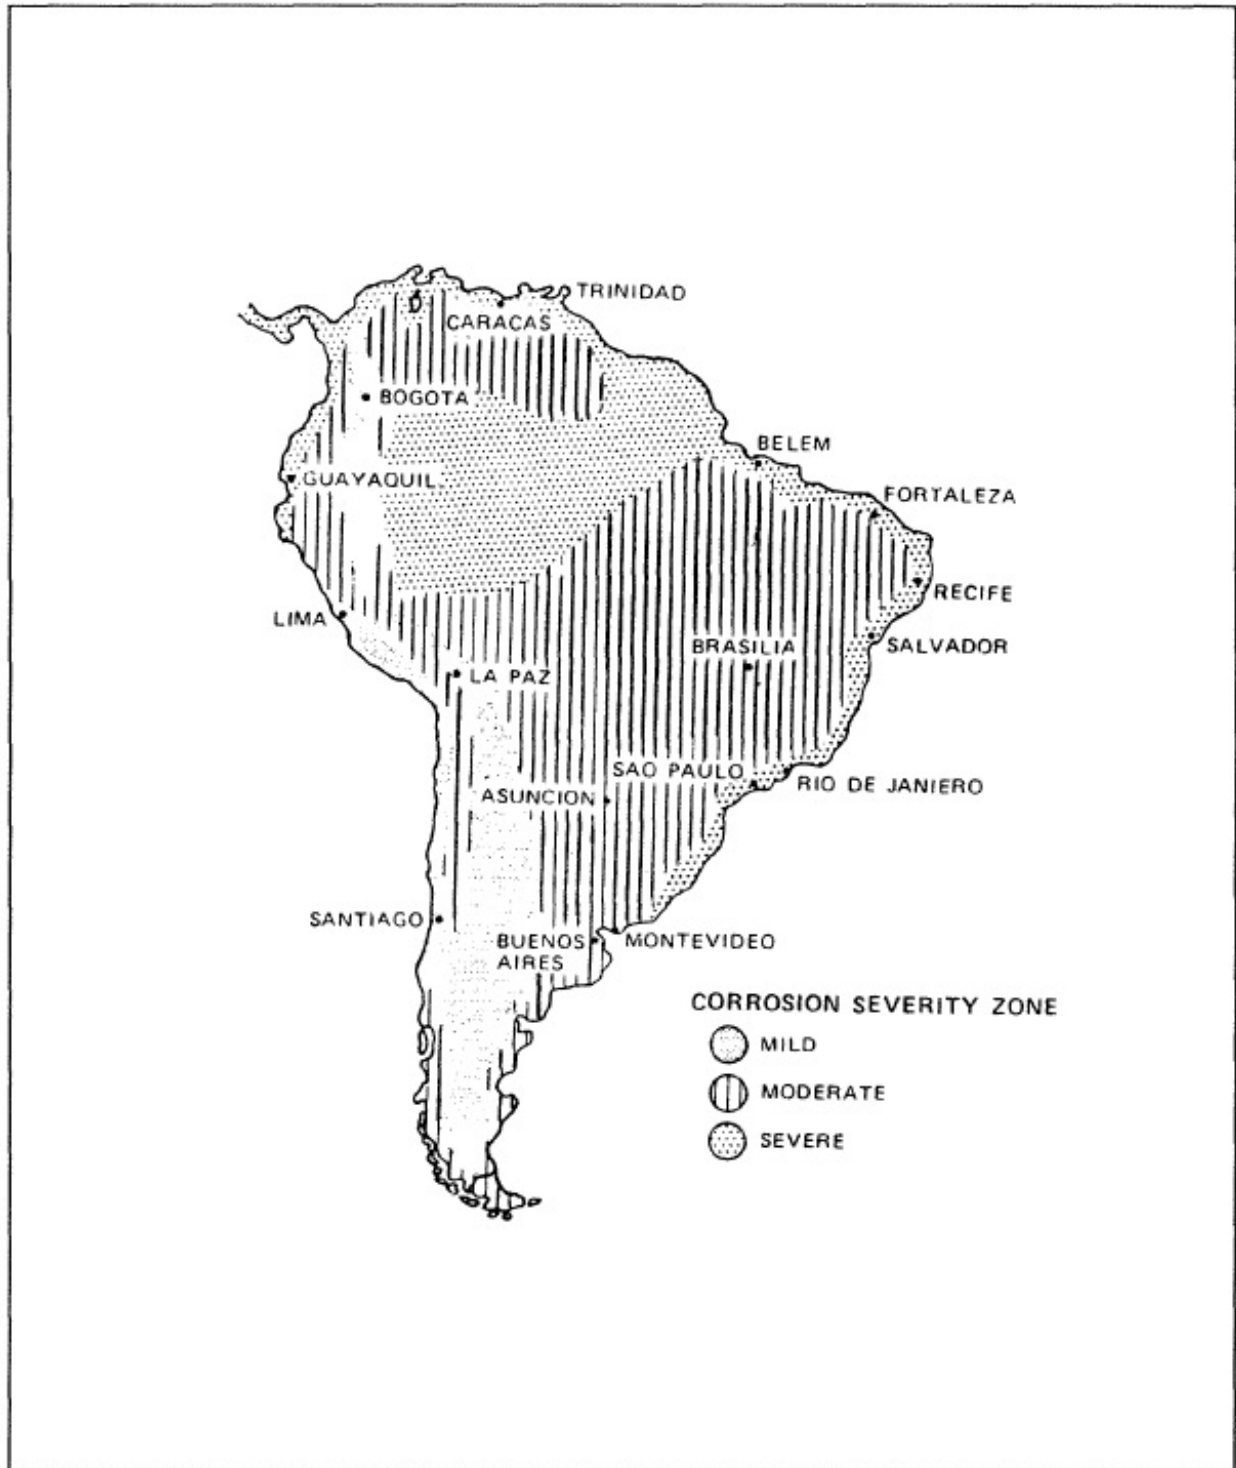 TRINIDAD
CARACAS
BOGOTA
BELEM
GUAYAQUIL
FORTALEZA
RECIFE
LIMA
BRASILIA
SALVADOR
LA PAZ
SAO PAULO
RIO DE JANIERO
ASUNCION
SANTIAGO
BUENOS
AIRES
MONTEVIDEO
CORROSION SEVERITY ZONE
MILD
MODERATE
SEVERE